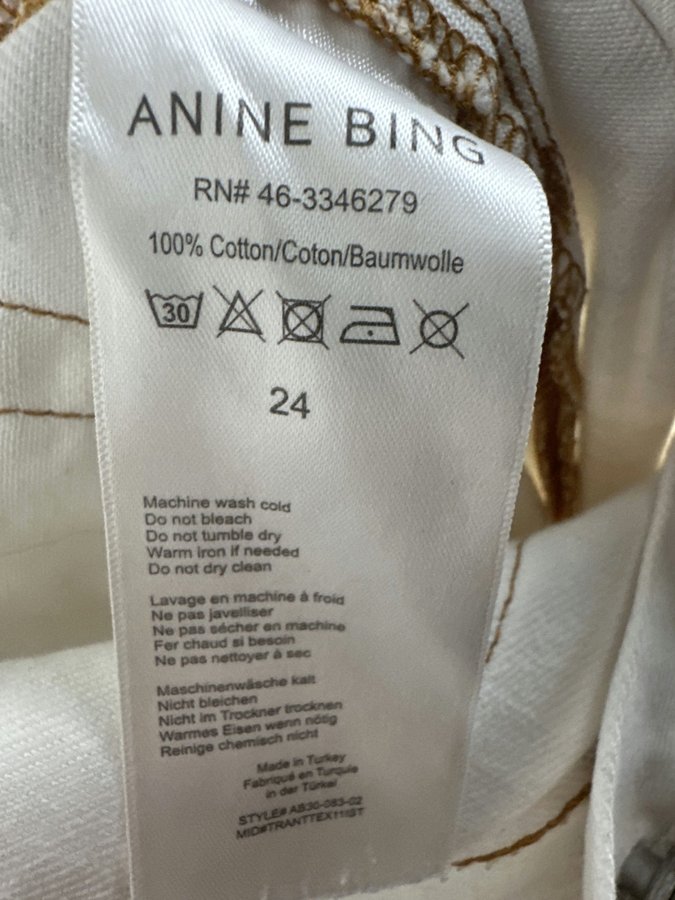 ANINE BING
RN# 46-3346279
100% Cotton/Coton/Baumwolle
30
24
Machine wash cold
Do not bleach
Do not tumble dry
Warm iron if needed
Do not dry clean
Lavage en machine à froid
Ne pas javelliser
Ne pas sécher en machine
Fer chaud si besoin
Ne pas nettoyer à sec
Maschinenwäsche kalt
Nicht bleichen
Nicht im Trockner trocknen
Warmes Eisen wenn nötig
Reinige chemisch nicht
Made in Turkey
Fabriqué en Turquie
in der Türkei
STYLE# AB30-083-02
MID#TRANTTEX11IST